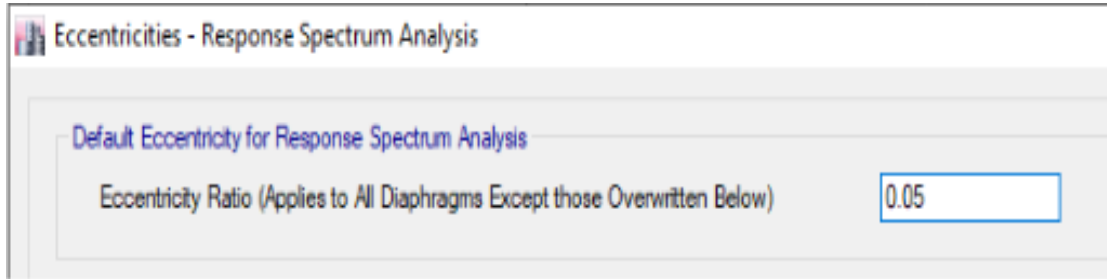 Eccentricities - Response Spectrum Analysis
Default Eccentricity for Response Spectrum Analysis
Eccentricity Ratio (Applies to All Diaphragms Except those Overwritten Below) 0.05